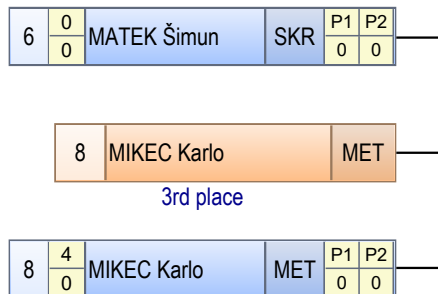 6 0 0 MATEK Šimun SKR P1 P2 0 0
8 MIKEC Karlo MET
3rd place
8 4 0 MIKEC Karlo MET P1 P2 0 0